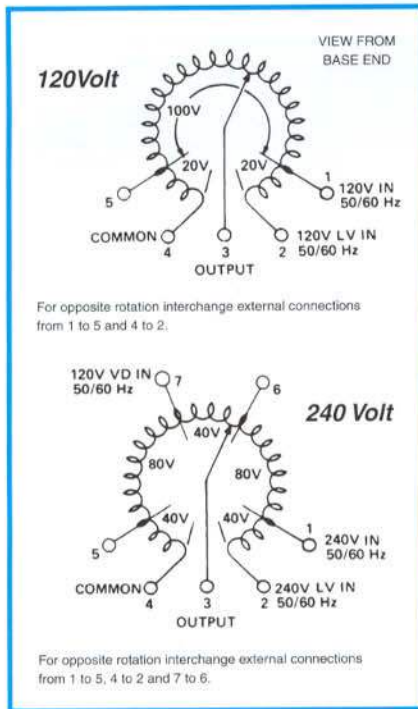 VIEW FROM
BASE END
120Volt
100V
20V
20V
5
1
120V IN
50/60 Hz
COMMON
4
3
2
120V LV IN
50/60 Hz
OUTPUT
For opposite rotation interchange external connections
from 1 to 5 and 4 to 2.
120V VD IN
50/60 Hz
7
6
240 Volt
40V
80V
80V
40V
40V
5
1
240V IN
50/60 Hz
COMMON
4
3
2
240V LV IN
50/60 Hz
OUTPUT
For opposite rotation interchange external connections
from 1 to 5, 4 to 2 and 7 to 6.